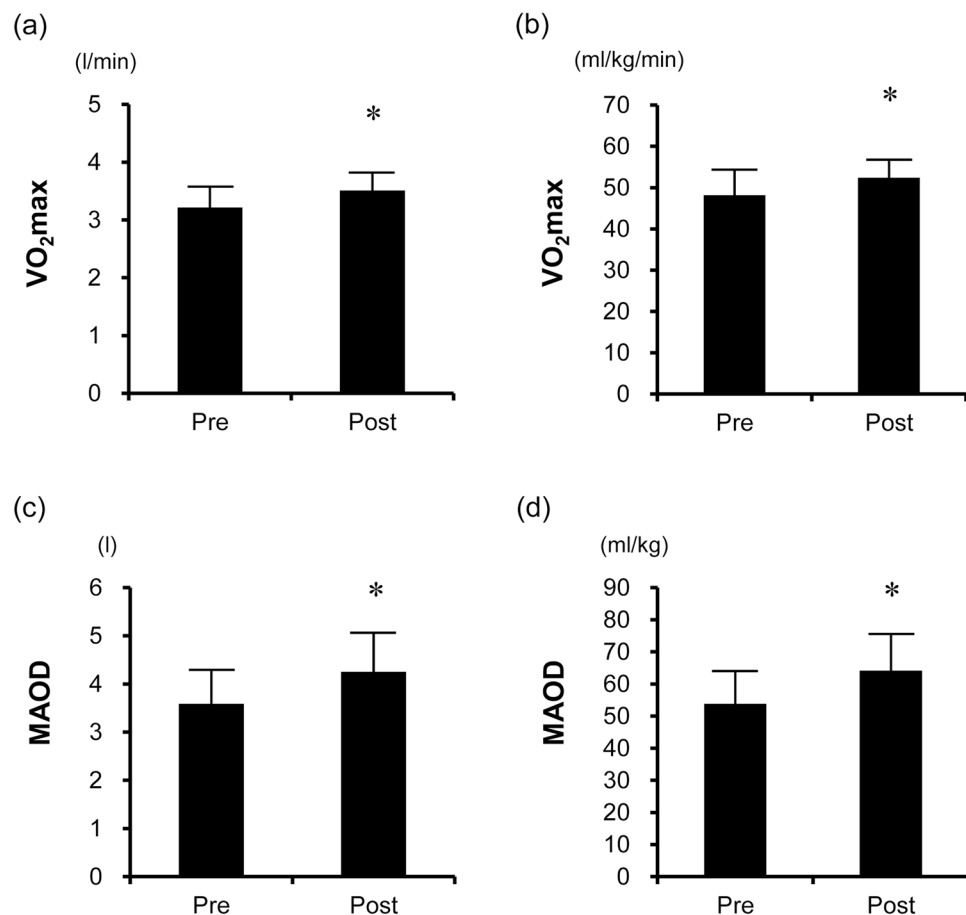 (a)
(l/min)
VO₂max
5
4
3
2
1
0
*
Pre Post
(b)
(ml/kg/min)
VO₂max
70
60
50
40
30
20
10
0
*
Pre Post
(c)
(l)
MAOD
6
5
4
3
2
1
0
*
Pre Post
(d)
(ml/kg)
MAOD
90
80
70
60
50
40
30
20
10
0
*
Pre Post